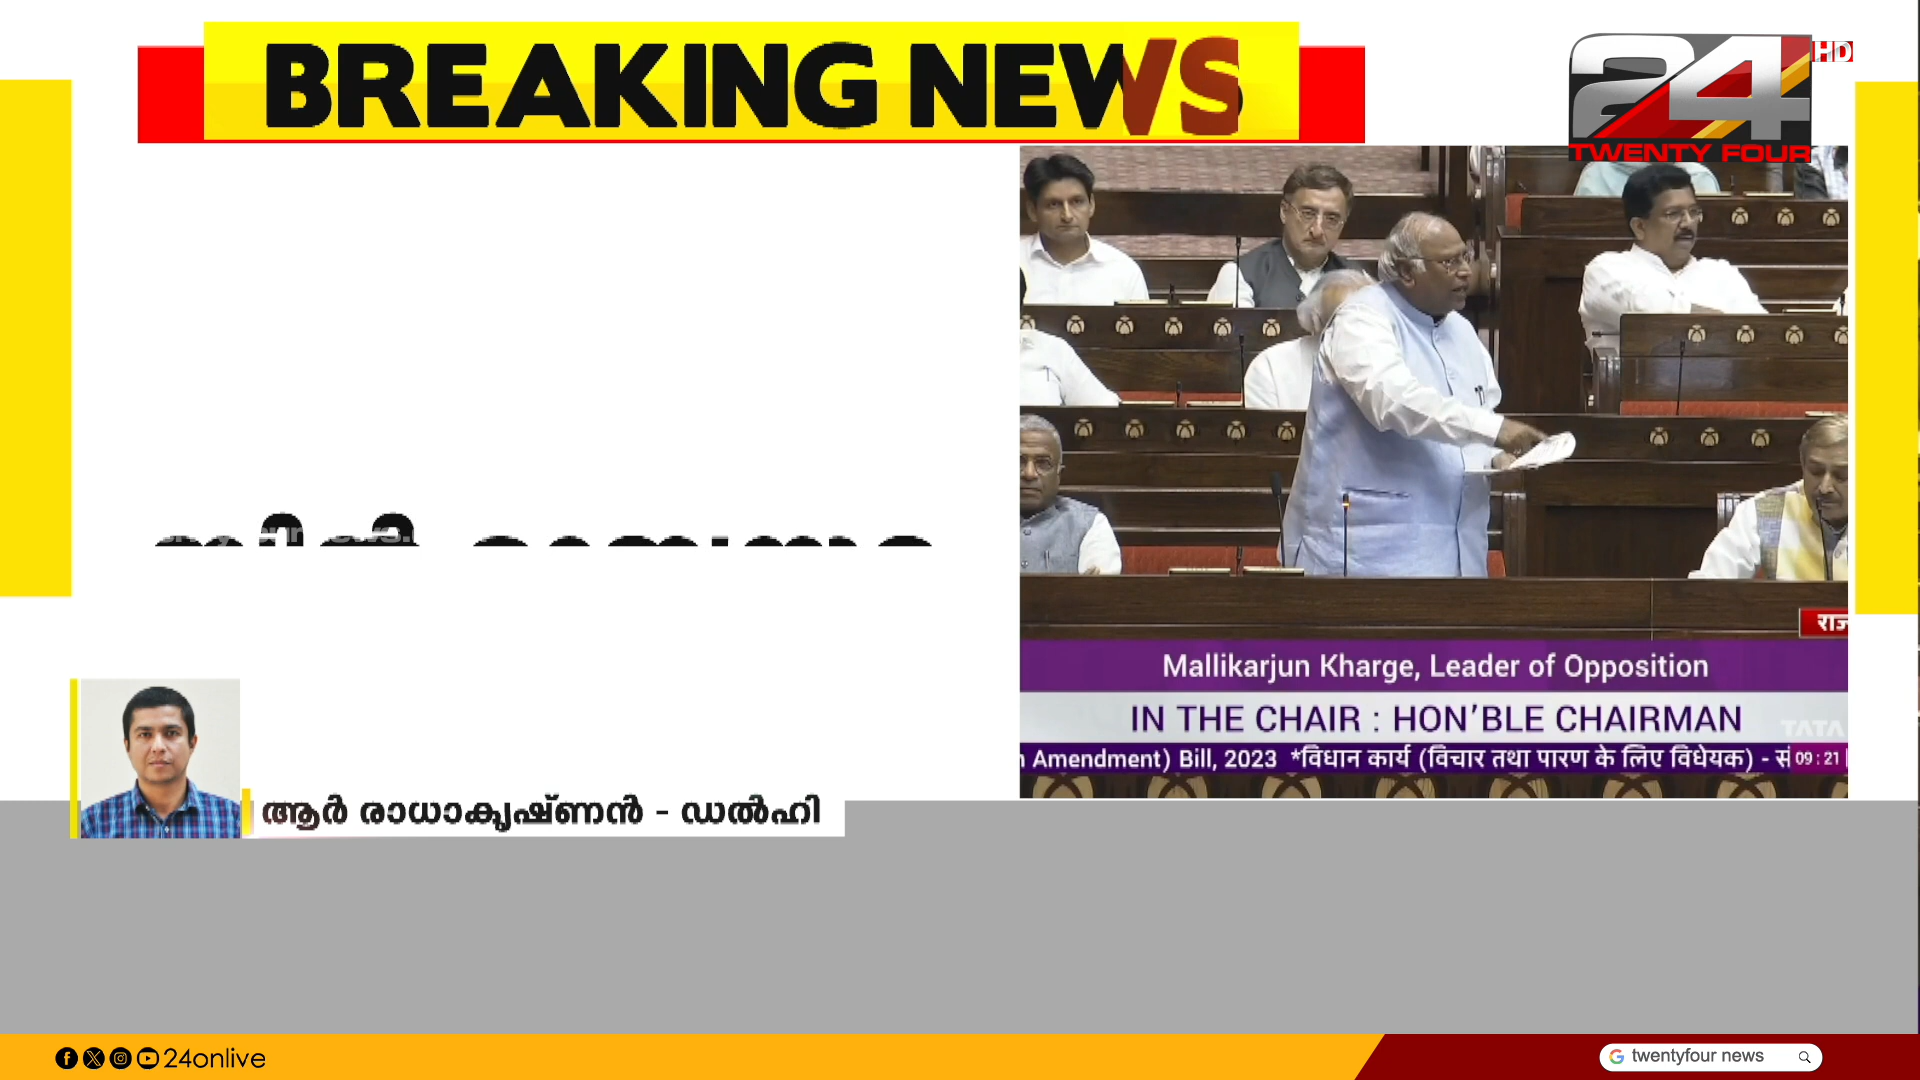 BREAKING NEWS
24
HD
TWENTY FOUR
Mallikarjun Kharge, Leader of Opposition
IN THE CHAIR : HON'BLE CHAIRMAN
TATA
Amendment) Bill, 2023 *विधान कार्य (विचार तथा पारण के लिए विधेयक) -
09:21
ആർ രാധാകൃഷ്ണൻ - ഡൽഹി
24onlive
twentyfour news